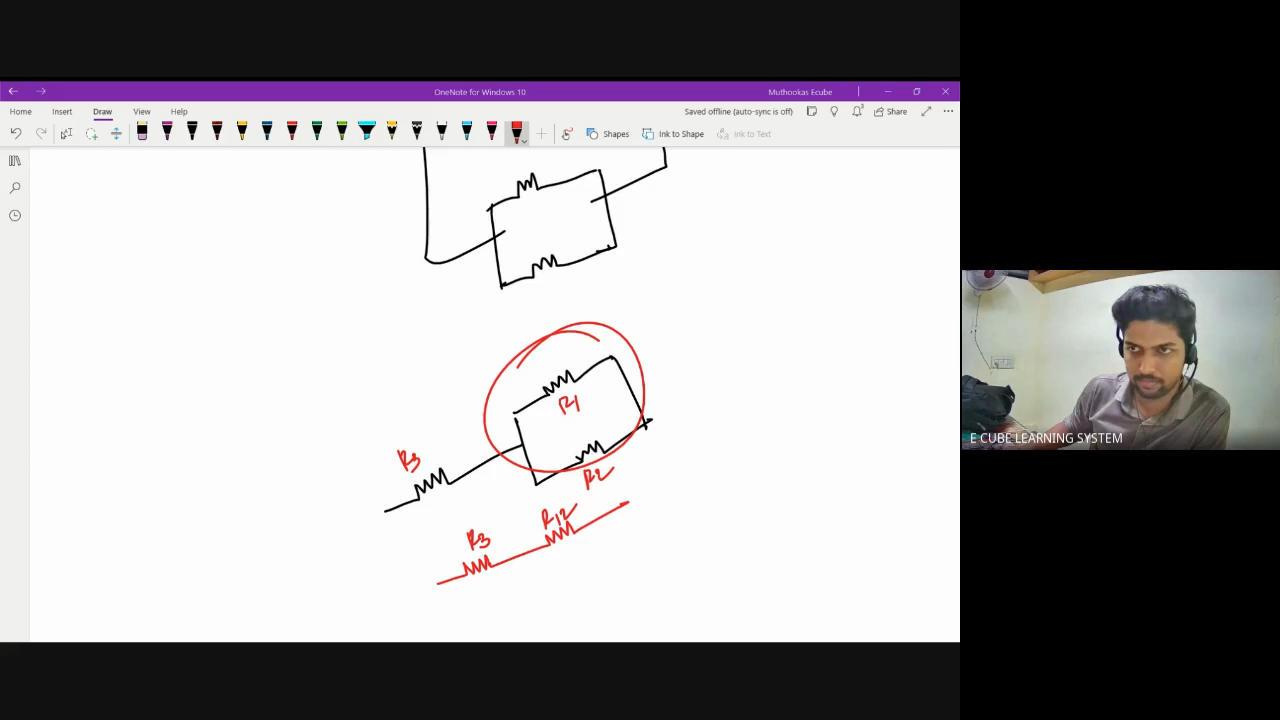 OneNote for Windows 10
Muthookas Ecube
Home Insert Draw View Help
Saved offline (auto-sync is off)
3
Share
Shapes
Ink to Shape
Ink to Text
R1
R3
R2
R12
R3
E CUBE LEARNING SYSTEM